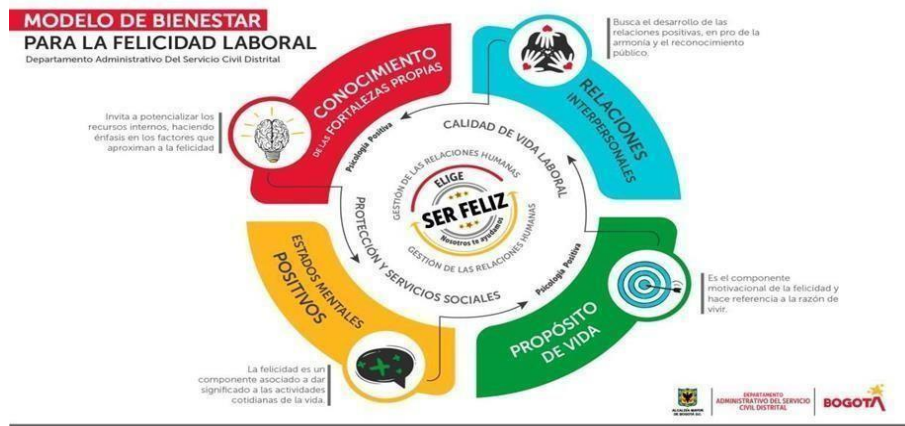 MODELO DE BIENESTAR
PARA LA FELICIDAD LABORAL
Departamento Administrativo Del Servicio Civil Distrital
Busca el desarrollo de las
relaciones positivas, en pro de la
armonía y el reconocimiento
público.
CONOCIMIENTO
DE LAS FORTALEZAS PROPIAS
RELACIONES
INTERPERSONALES
Invita a potencializar los
recursos internos, haciendo
énfasis en los factores que
aproximan a la felicidad
Psicología Positiva
CALIDAD DE VIDA LABORAL
GESTIÓN DE LAS RELACIONES HUMANAS
ELIGE
SER FELIZ
Nosotros te ayudamos
GESTIÓN DE LAS RELACIONES HUMANAS
PROTECCIÓN Y SERVICIOS SOCIALES
Psicología Positiva
ESTADOS MENTALES
POSITIVOS
PROPÓSITO
DE VIDA
Es el componente
motivacional de la felicidad y
hace referencia a la razón de
vivir.
La felicidad es un
componente asociado a dar
significado a las actividades
cotidianas de la vida.
ALCALDÍA MAYOR
DE BOGOTÁ D.C.
DEPARTAMENTO
ADMINISTRATIVO DEL SERVICIO
CIVIL DISTRITAL
BOGOTÁ